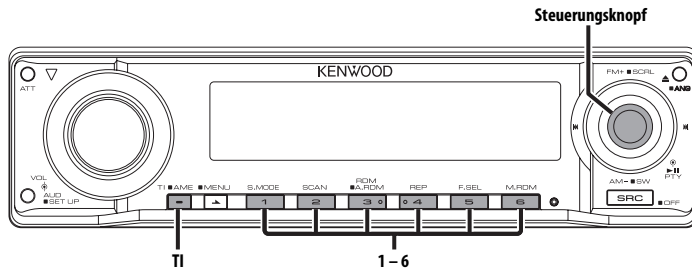 Steuerungsknopf
KENWOOD
FM+ ■SCRL
ATT
■ANG
VOL
AUD
■SET UP
TI ■AME
■MENU
S.MODE
SCAN
RDM
■A.RDM
REP
F.SEL
M.RDM
AM– ■SW
PTY
1
2
3
4
5
6
SRC
■OFF
TI
1 – 6